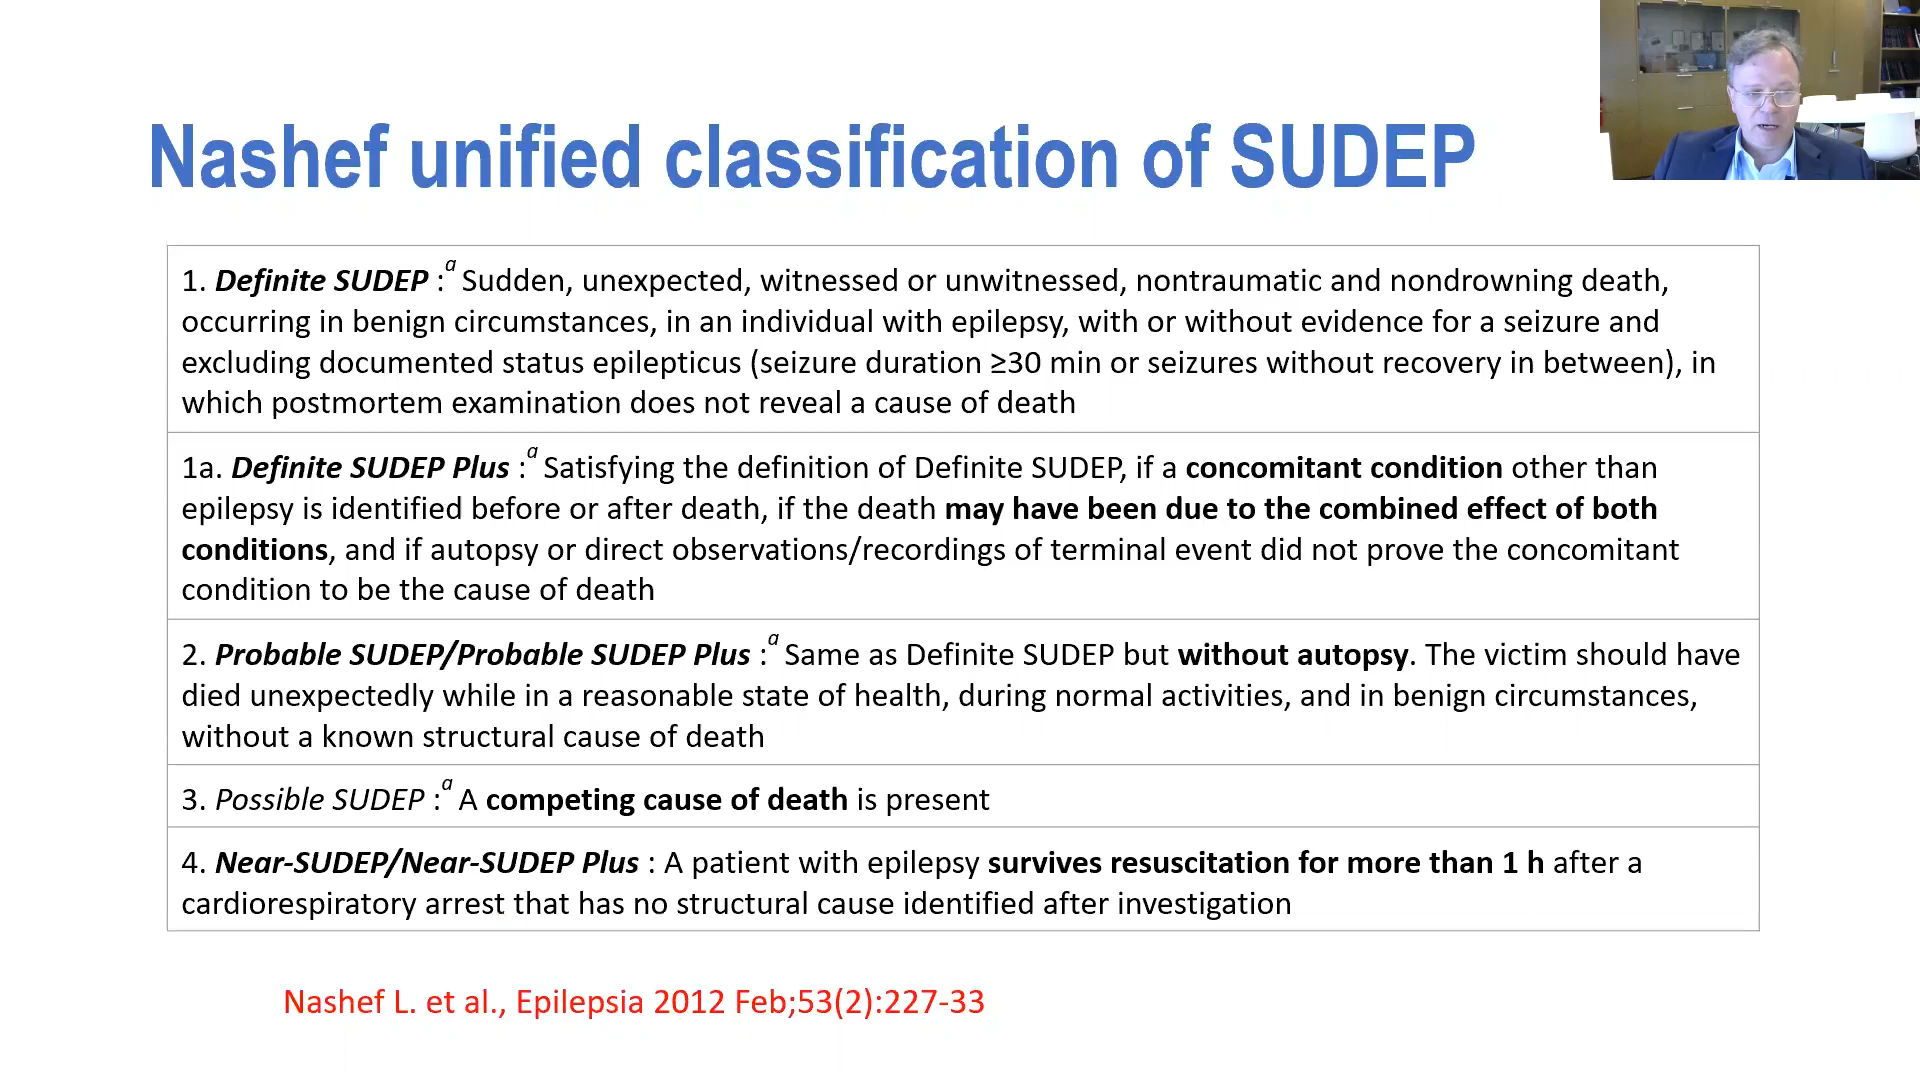 Nashef unified classification of SUDEP
1. Definite SUDEP :a Sudden, unexpected, witnessed or unwitnessed, nontraumatic and nondrowning death,
occurring in benign circumstances, in an individual with epilepsy, with or without evidence for a seizure and
excluding documented status epilepticus (seizure duration ≥30 min or seizures without recovery in between), in
which postmortem examination does not reveal a cause of death
1a. Definite SUDEP Plus :a Satisfying the definition of Definite SUDEP, if a concomitant condition other than
epilepsy is identified before or after death, if the death may have been due to the combined effect of both
conditions, and if autopsy or direct observations/recordings of terminal event did not prove the concomitant
condition to be the cause of death
2. Probable SUDEP/Probable SUDEP Plus :a Same as Definite SUDEP but without autopsy. The victim should have
died unexpectedly while in a reasonable state of health, during normal activities, and in benign circumstances,
without a known structural cause of death
3. Possible SUDEP :a A competing cause of death is present
4. Near-SUDEP/Near-SUDEP Plus : A patient with epilepsy survives resuscitation for more than 1 h after a
cardiorespiratory arrest that has no structural cause identified after investigation
Nashef L. et al., Epilepsia 2012 Feb;53(2):227-33